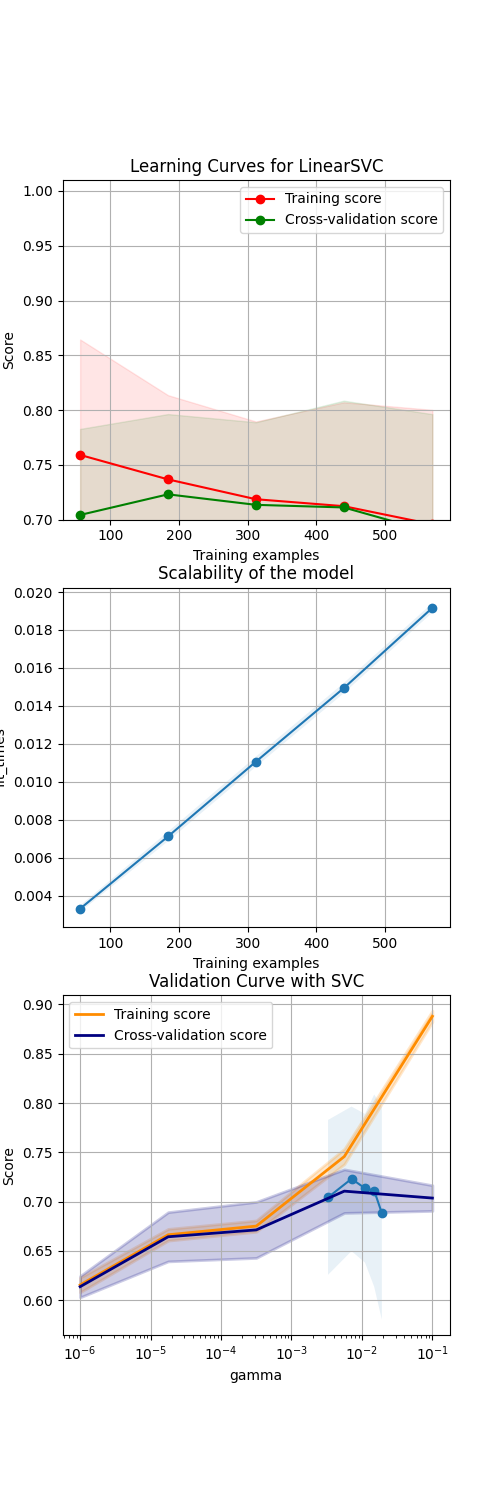 Learning Curves for LinearSVC
1.00
0.95
0.90
0.85
0.80
0.75
0.70
Score
Training score
Cross-validation score
100 200 300 400 500
Training examples
Scalability of the model
0.020
0.018
0.016
0.014
0.012
0.010
0.008
0.006
0.004
100 200 300 400 500
Training examples
Validation Curve with SVC
0.90
0.85
0.80
0.75
0.70
0.65
0.60
Score
Training score
Cross-validation score
10⁻⁶ 10⁻⁵ 10⁻⁴ 10⁻³ 10⁻² 10⁻¹
gamma